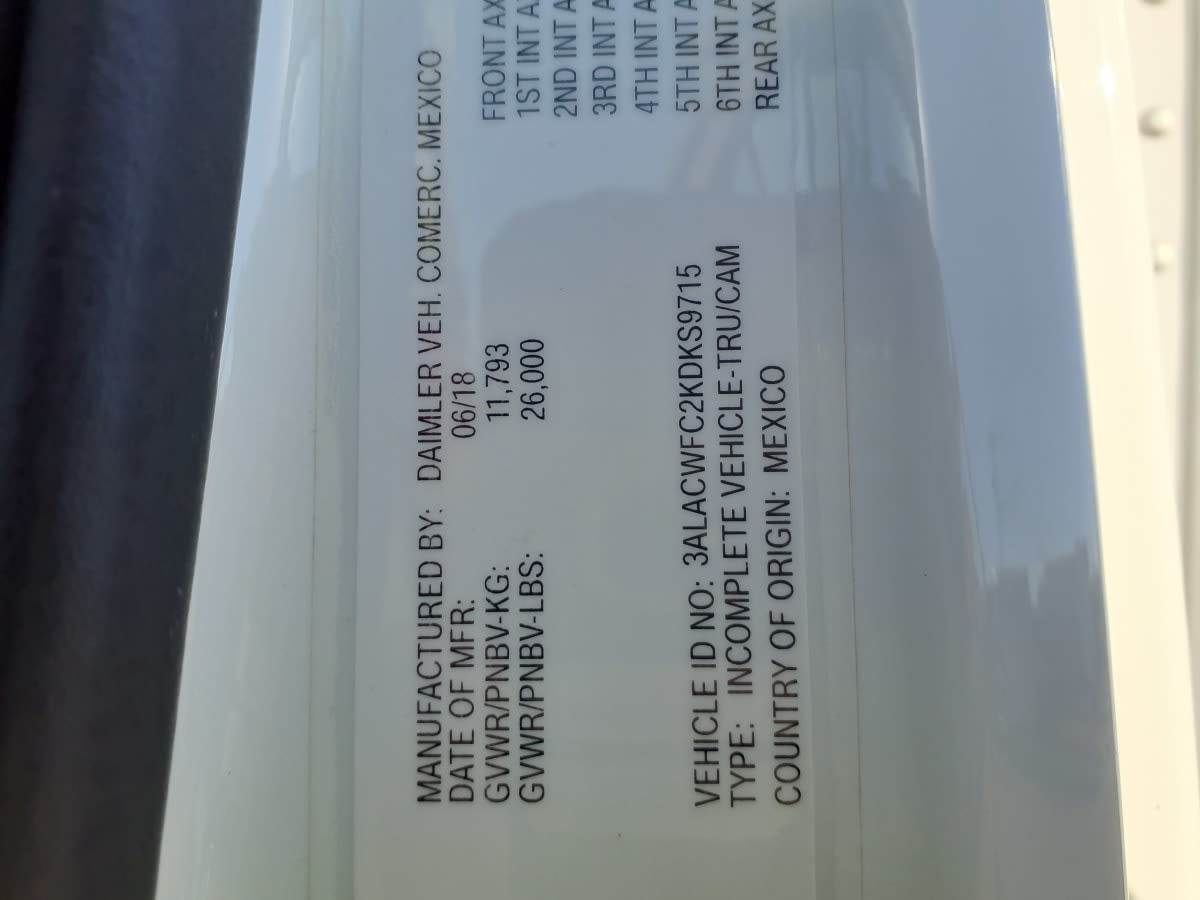 MANUFACTURED BY: DAIMLER VEH. COMERC. MEXICO
DATE OF MFR: 06/18
GVWR/PNBV-KG: 11,793
GVWR/PNBV-LBS: 26,000
FRONT AX
1ST INT A
2ND INT A
3RD INT A
4TH INT A
5TH INT A
6TH INT A
REAR AX
VEHICLE ID NO: 3ALACWFC2KDKS9715
TYPE: INCOMPLETE VEHICLE-TRU/CAM
COUNTRY OF ORIGIN: MEXICO